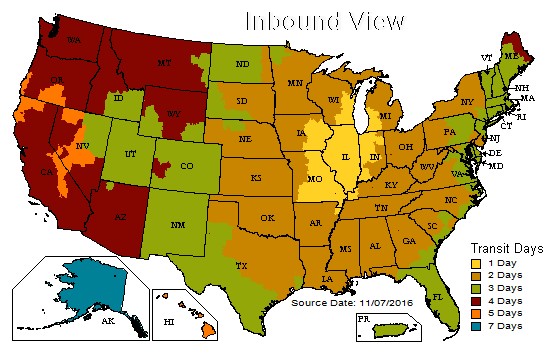 Inbound View
WA
OR
CA
NV
ID
MT
WY
UT
AZ
CO
NM
ND
SD
NE
KS
OK
TX
MN
IA
MO
AR
LA
WI
IL
IN
MI
OH
KY
TN
MS
AL
GA
FL
SC
NC
VA
WV
PA
NY
VT
ME
NH
MA
RI
CT
NJ
DE
MD
AK
HI
PR
Source Date: 11/07/2016
Transit Days
1 Day
2 Days
3 Days
4 Days
5 Days
7 Days